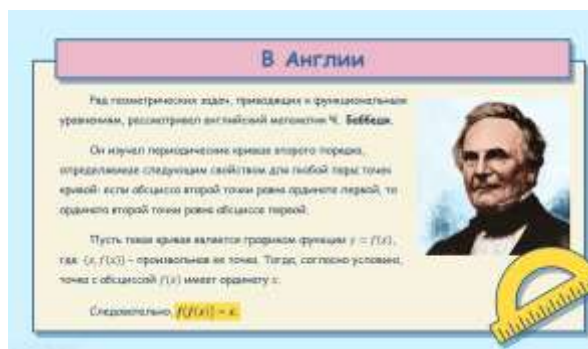 В Англии
Ряд геометрических задач, приводящих к функциональным
уравнениям, рассматривал английский математик Ч. Бэббедж.
Он изучал периодические кривые второго порядка,
определяемые следующим свойством для любой пары точек
кривой: если абсцисса второй точки равна ординате первой, то
ордината второй точки равна абсциссе первой.
Пусть такая кривая является графиком функции y = f(x),
где (x, f(x)) – произвольная ее точка. Тогда, согласно условию,
точка с абсциссой f(x) имеет ординату x.
Следовательно, f(f(x)) = x.